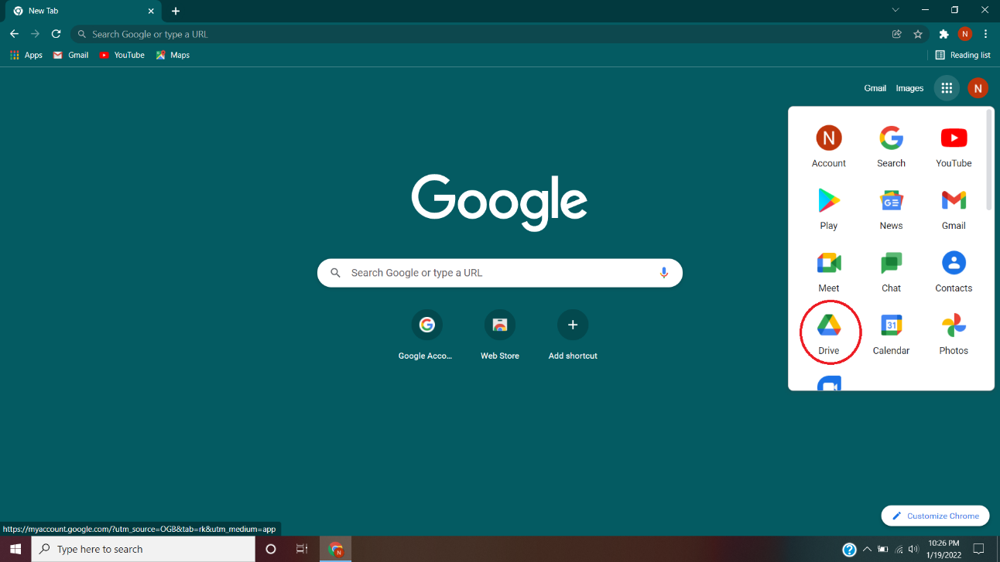 New Tab
Search Google or type a URL
N
Apps Gmail YouTube Maps Reading list
Gmail Images N
N G
Account Search YouTube
GE
Play News Gmail
Meet Chat Contacts
31
Drive Calendar Photos
Google
Search Google or type a URL
G
Google Acco... Web Store Add shortcut
Customize Chrome
https://myaccount.google.com/?utm_source=OGB&tab=rk&utm_medium=app
Type here to search N ? 10:26 PM
1/19/2022